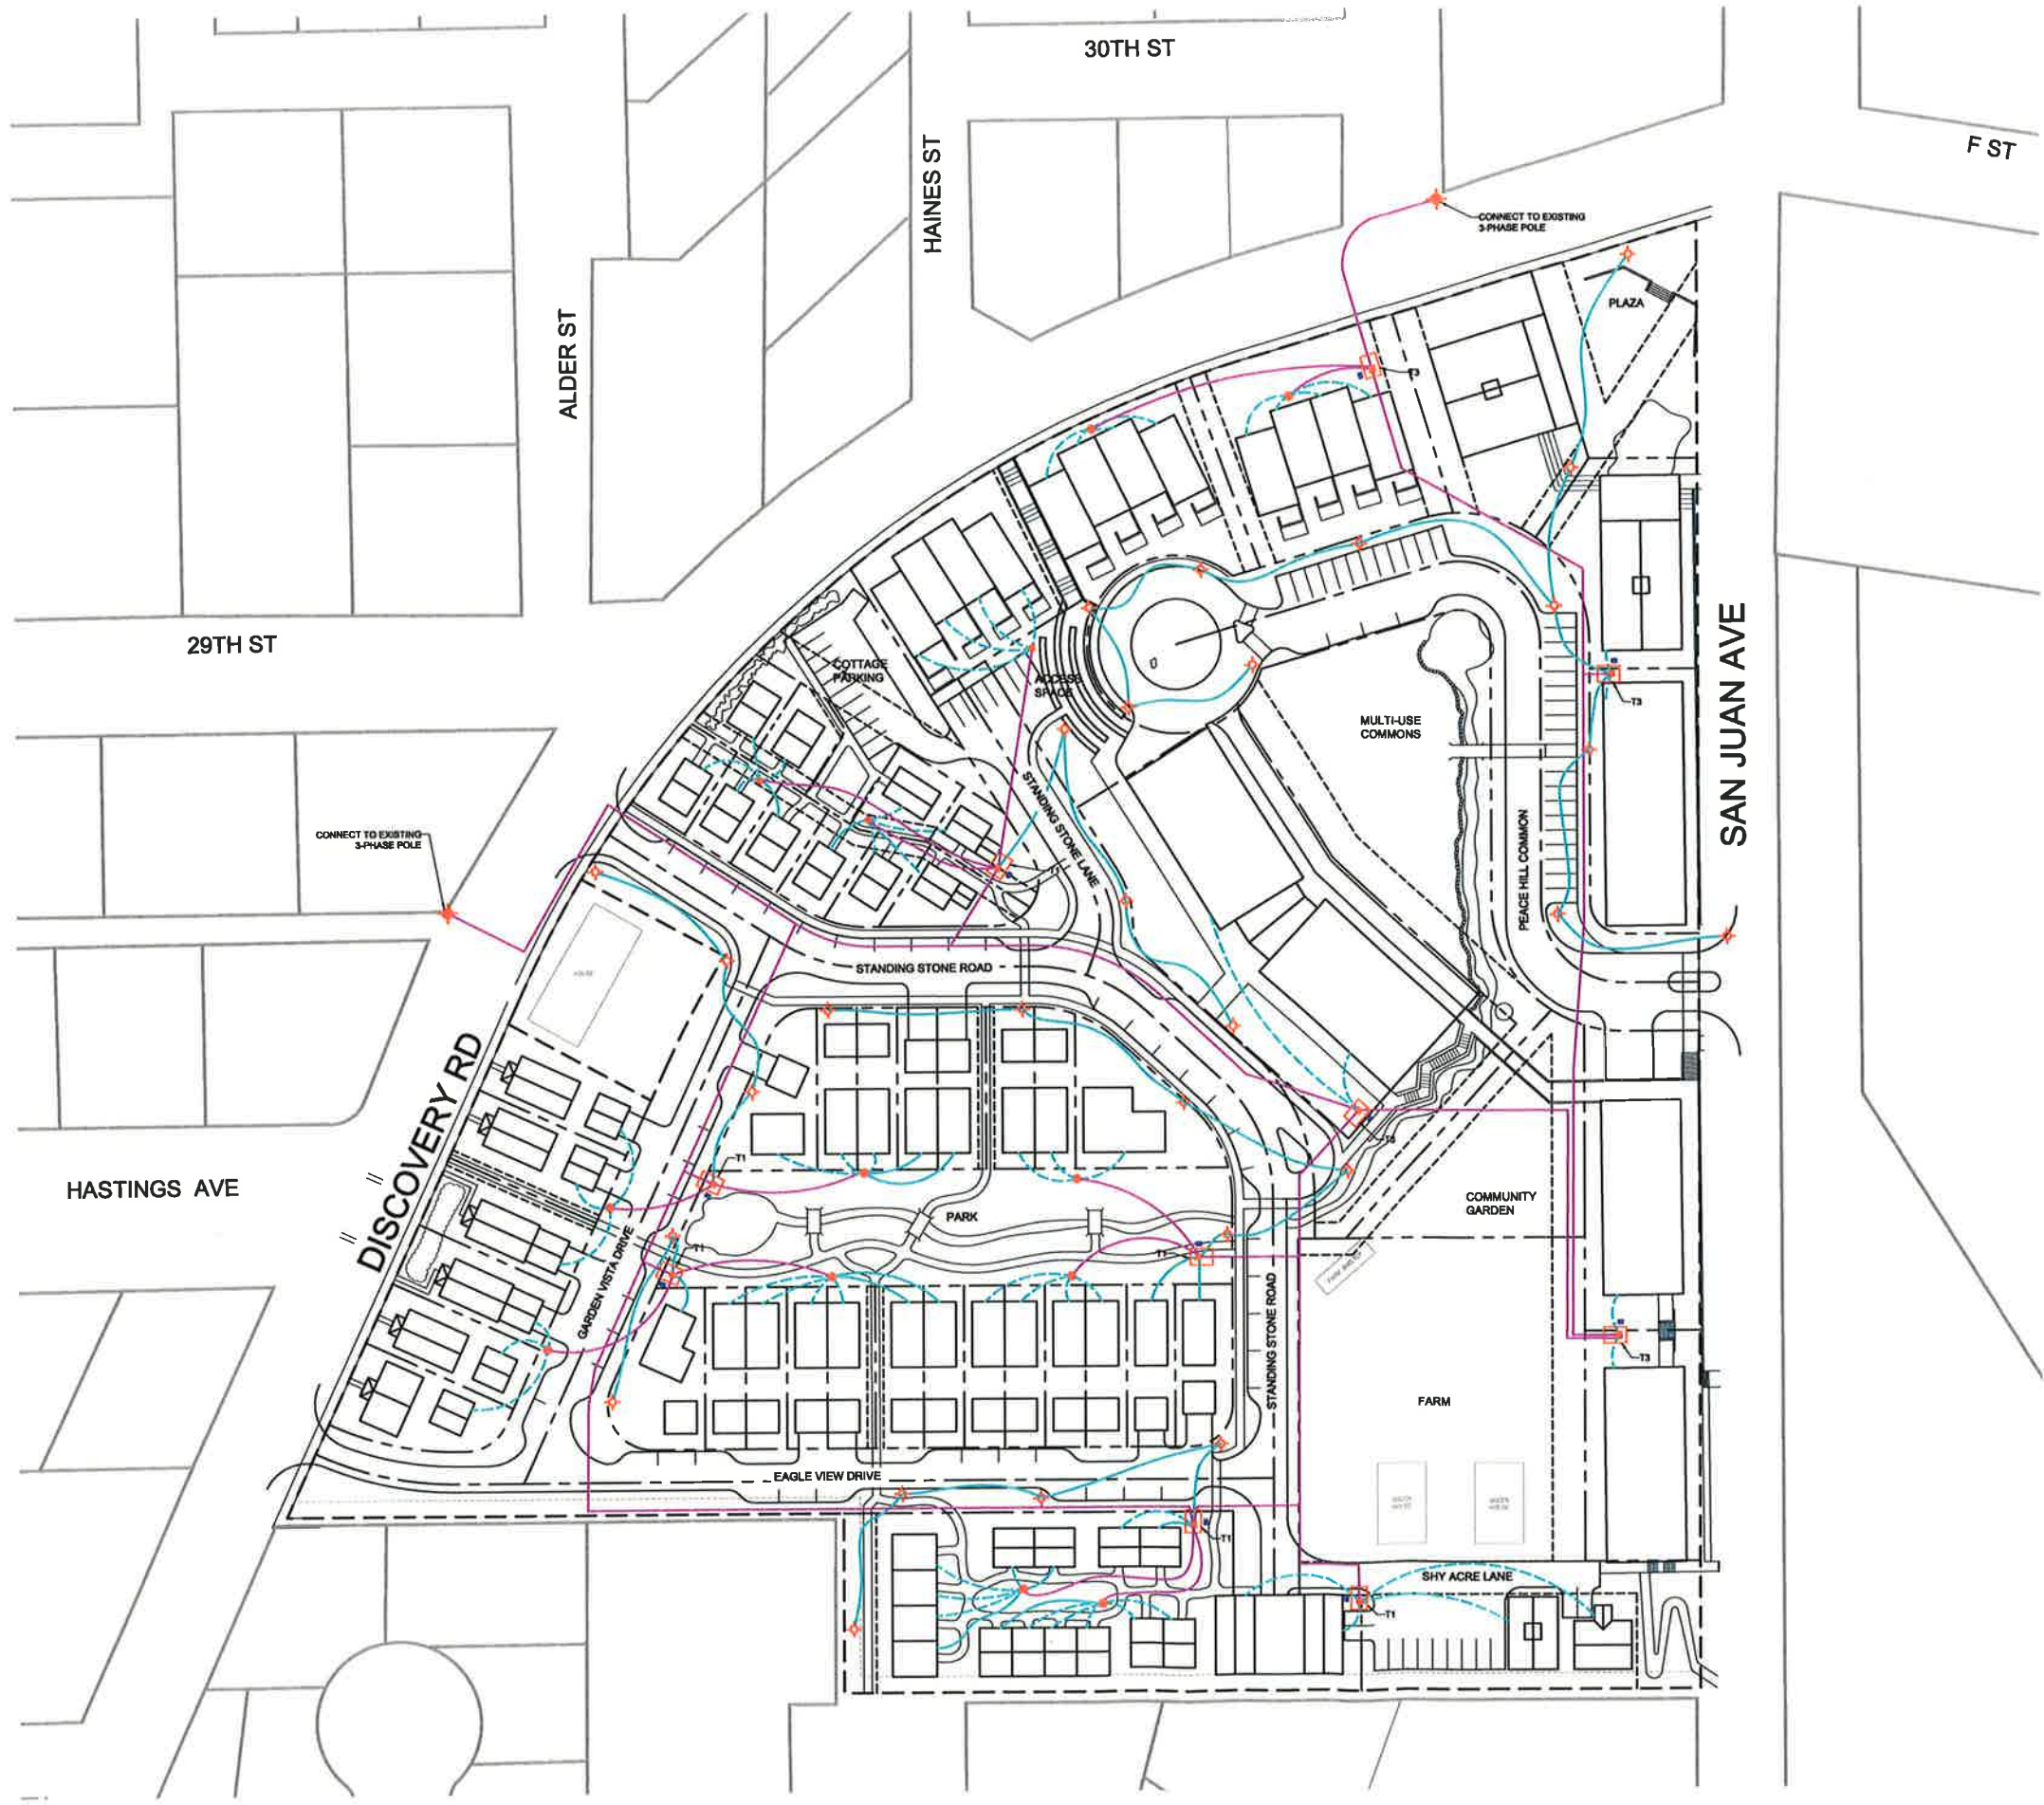 30TH ST
F ST
HAINES ST
CONNECT TO EXISTING
3-PHASE POLE
PLAZA
ALDER ST
T3
29TH ST
COTTAGE
PARKING
ACCESS
SPACE
SAN JUAN AVE
T3
MULTI-USE
COMMONS
STANDING STONE LANE
PEACE HILL COMMON
CONNECT TO EXISTING
3-PHASE POLE
STANDING STONE ROAD
DISCOVERY RD
HASTINGS AVE
T1
T3
COMMUNITY
GARDEN
PARK
T1
T1
GARDEN VISTA DRIVE
STANDING STONE ROAD
T3
FARM
EAGLE VIEW DRIVE
T1
SHY ACRE LANE
T1